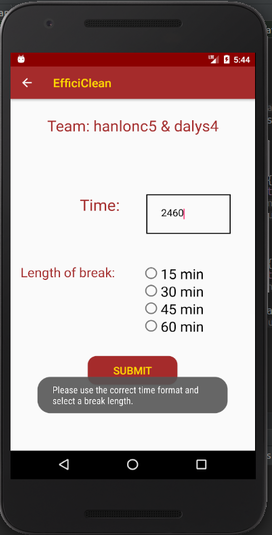 5:44
EfficiClean
Team: hanlonc5 & dalys4
Time:
2460
Length of break:
15 min
30 min
45 min
60 min
SUBMIT
Please use the correct time format and
select a break length.